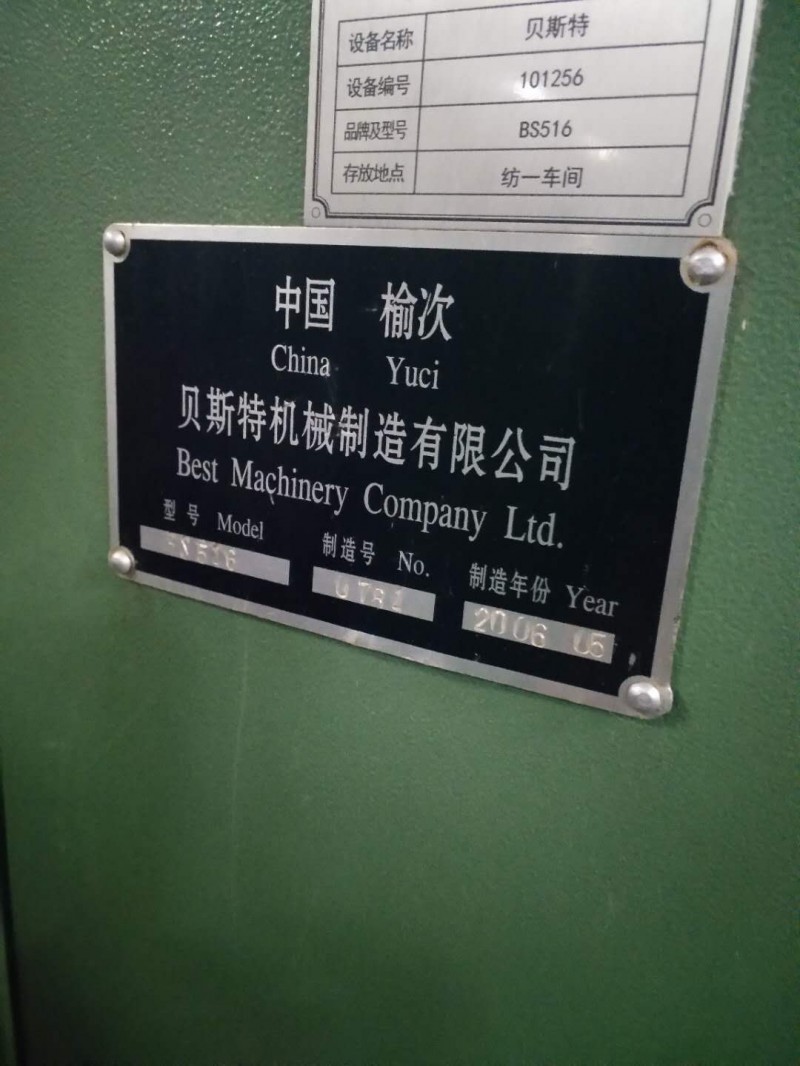 设备名称 贝斯特
设备编号 101256
品牌及型号 BS516
存放地点 纺一车间
中国 榆次
China Yuci
贝斯特机械制造有限公司
Best Machinery Company Ltd.
型号 Model 制造号 No. 制造年份 Year
2006 05